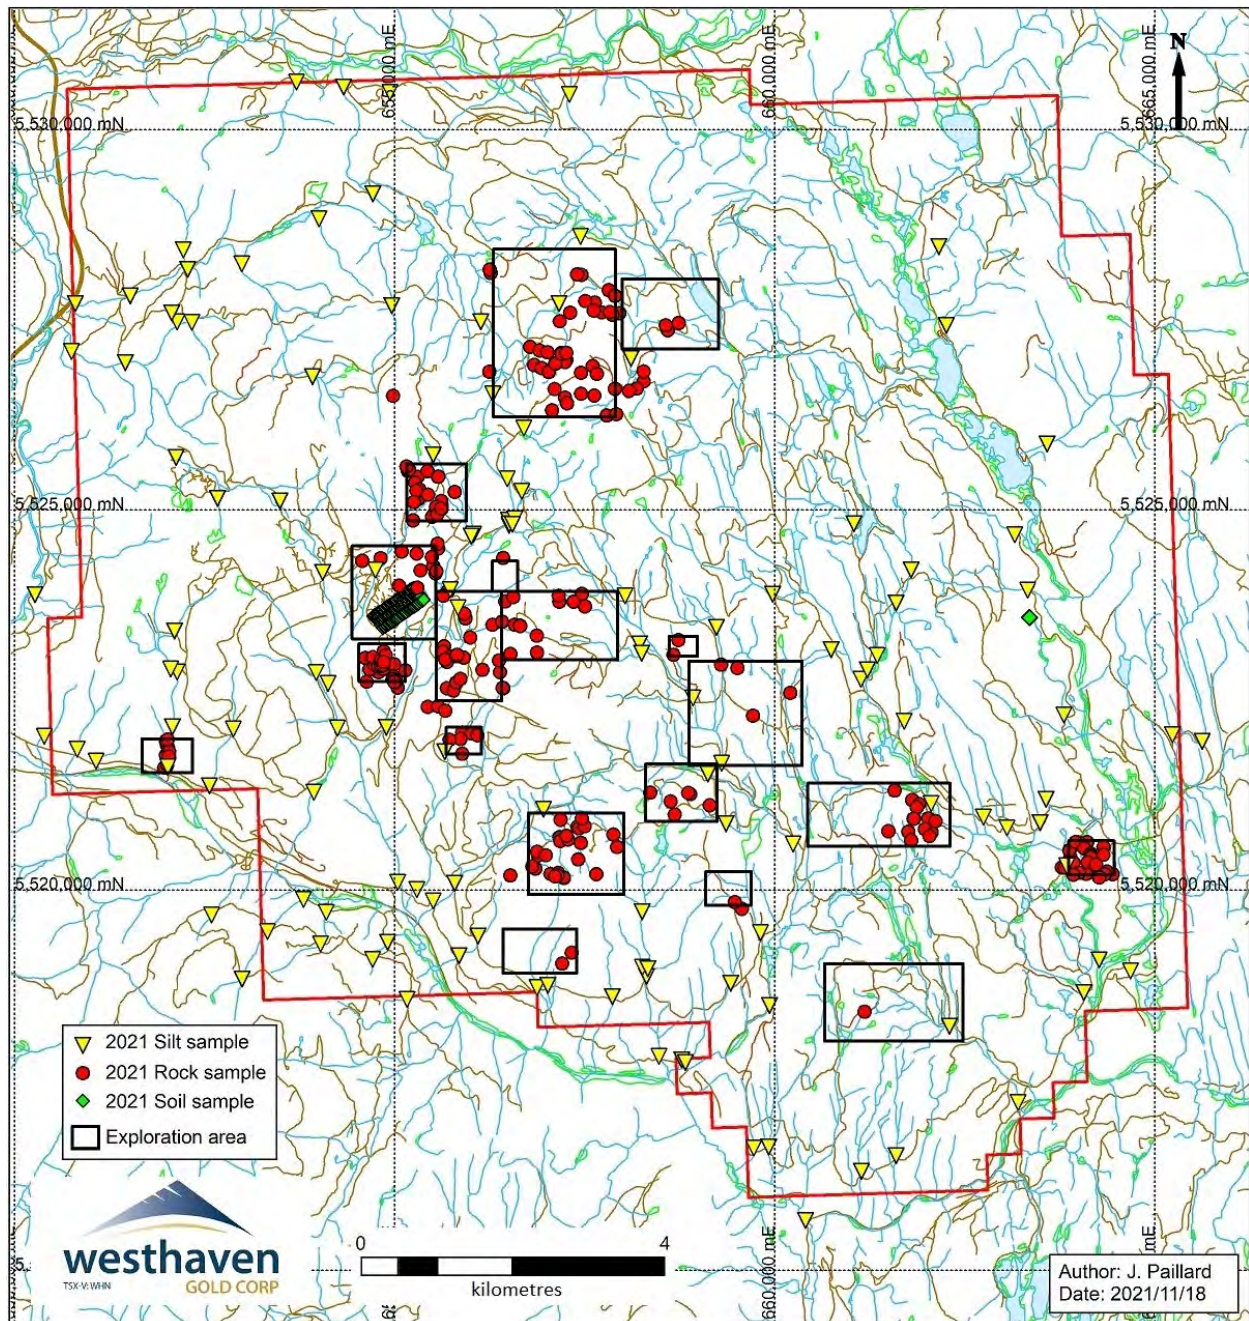 N
655,000 mE
660,000 mE
665,000 mE
5,530,000 mN
5,530,000 mN
5,525,000 mN
5,525,000 mN
5,520,000 mN
5,520,000 mN
2021 Silt sample
2021 Rock sample
2021 Soil sample
Exploration area
westhaven
TSX-V: WHN
GOLD CORP
0
4
kilometres
660,000 mE
Author: J. Paillard
Date: 2021/11/18